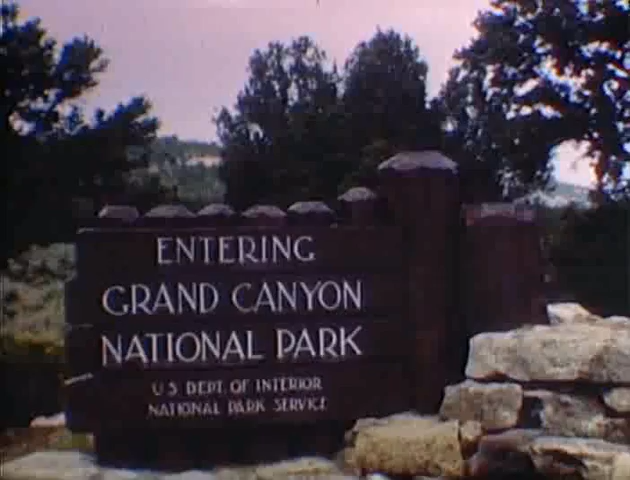 ENTERING
GRAND CANYON
NATIONAL PARK
U S DEPT. OF INTERIOR
NATIONAL PARK SERVICE